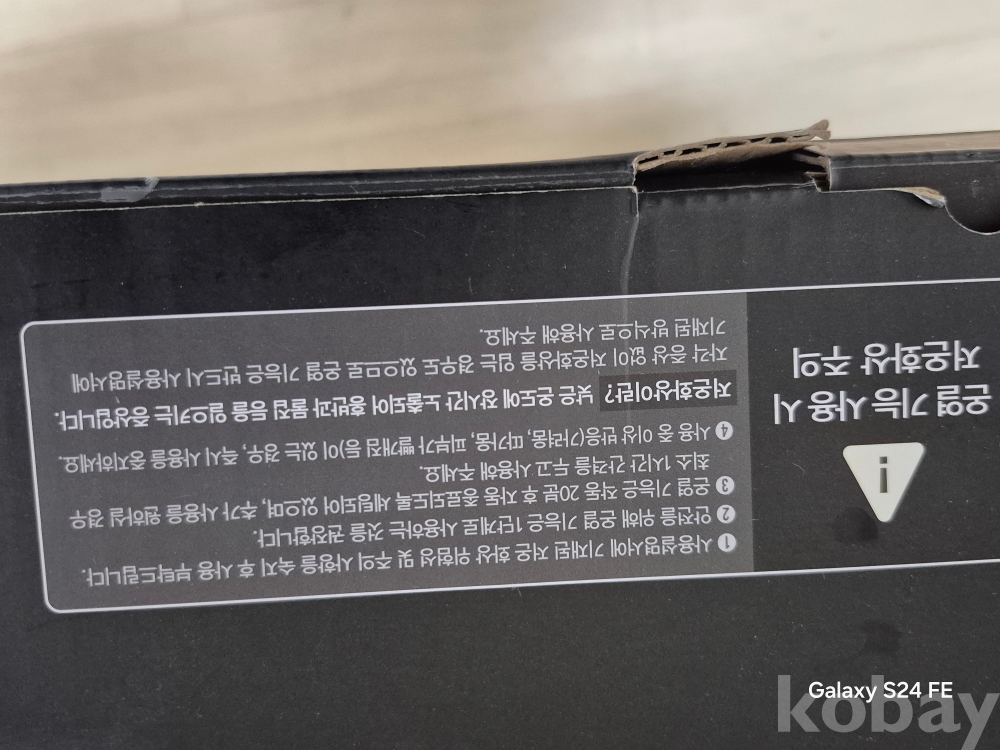 온열 기능 사용 시
저온화상 주의
❶ 사용설명서에 기재된 저온 화상 위험성 및 주의 사항을 숙지 후 사용 부탁드립니다.
❷ 안전을 위해 온열 기능은 1단계로 사용하는 것을 권장합니다.
❸ 온열 기능은 작동 20분 후 자동 종료되도록 세팅되어 있으며, 추가 사용을 원하실 경우
최소 1시간 간격을 두고 사용해 주세요.
❹ 사용 중 이상 반응(가려움, 따가움, 피부가 빨개짐 등)이 있는 경우, 즉시 사용을 중지하세요.
저온화상이란? 낮은 온도에 장시간 노출되어 홍반과 물집 등을 일으키는 증상입니다.
자각 증상 없이 저온화상을 입는 경우도 있으므로 온열 기능은 반드시 사용설명서에
기재된 방식으로 사용해 주세요.
Galaxy S24 FE
kobay